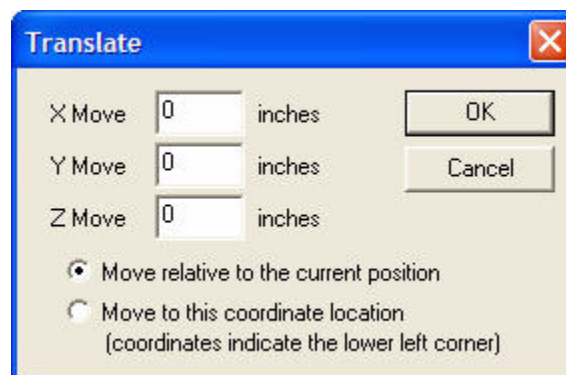 Translate
X Move 0 inches OK
Y Move 0 inches Cancel
Z Move 0 inches
Move relative to the current position
Move to this coordinate location
(coordinates indicate the lower left corner)